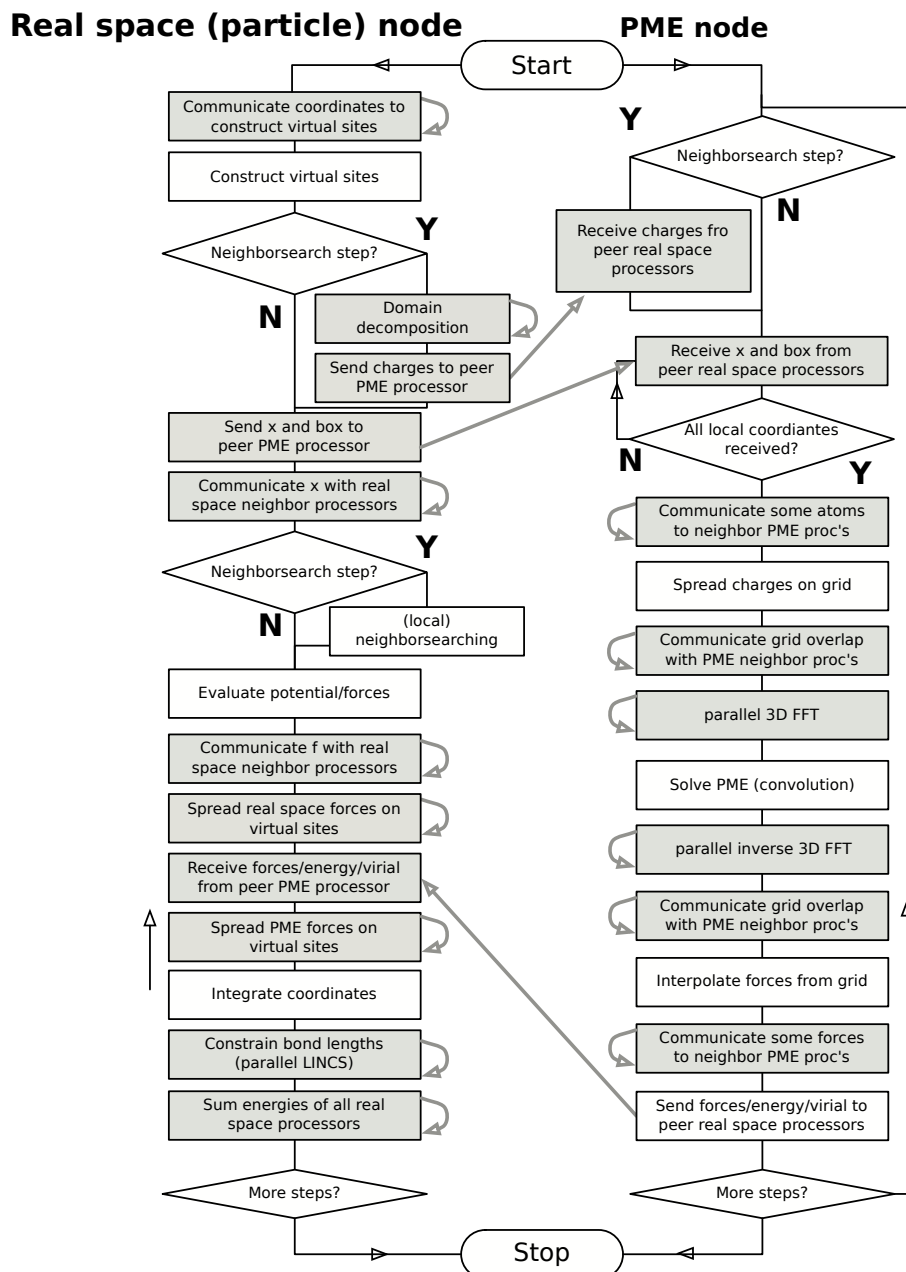 Real space (particle) node
PME node
Start
Communicate coordinates to
construct virtual sites
Construct virtual sites
Neighborsearch step?
Y
N
Domain
decomposition
Send charges to peer
PME processor
Send x and box to
peer PME processor
Communicate x with real
space neighbor processors
Neighborsearch step?
Y
N
(local)
neighborsearching
Evaluate potential/forces
Communicate f with real
space neighbor processors
Spread real space forces on
virtual sites
Receive forces/energy/virial
from peer PME processor
Spread PME forces on
virtual sites
Integrate coordinates
Constrain bond lengths
(parallel LINCS)
Sum energies of all real
space processors
More steps?
Y
Neighborsearch step?
N
Receive charges fro
peer real space
processors
Receive x and box from
peer real space processors
All local coordiantes
received?
N
Y
Communicate some atoms
to neighbor PME proc's
Spread charges on grid
Communicate grid overlap
with PME neighbor proc's
parallel 3D FFT
Solve PME (convolution)
parallel inverse 3D FFT
Communicate grid overlap
with PME neighbor proc's
Interpolate forces from grid
Communicate some forces
to neighbor PME proc's
Send forces/energy/virial to
peer real space processors
More steps?
Stop